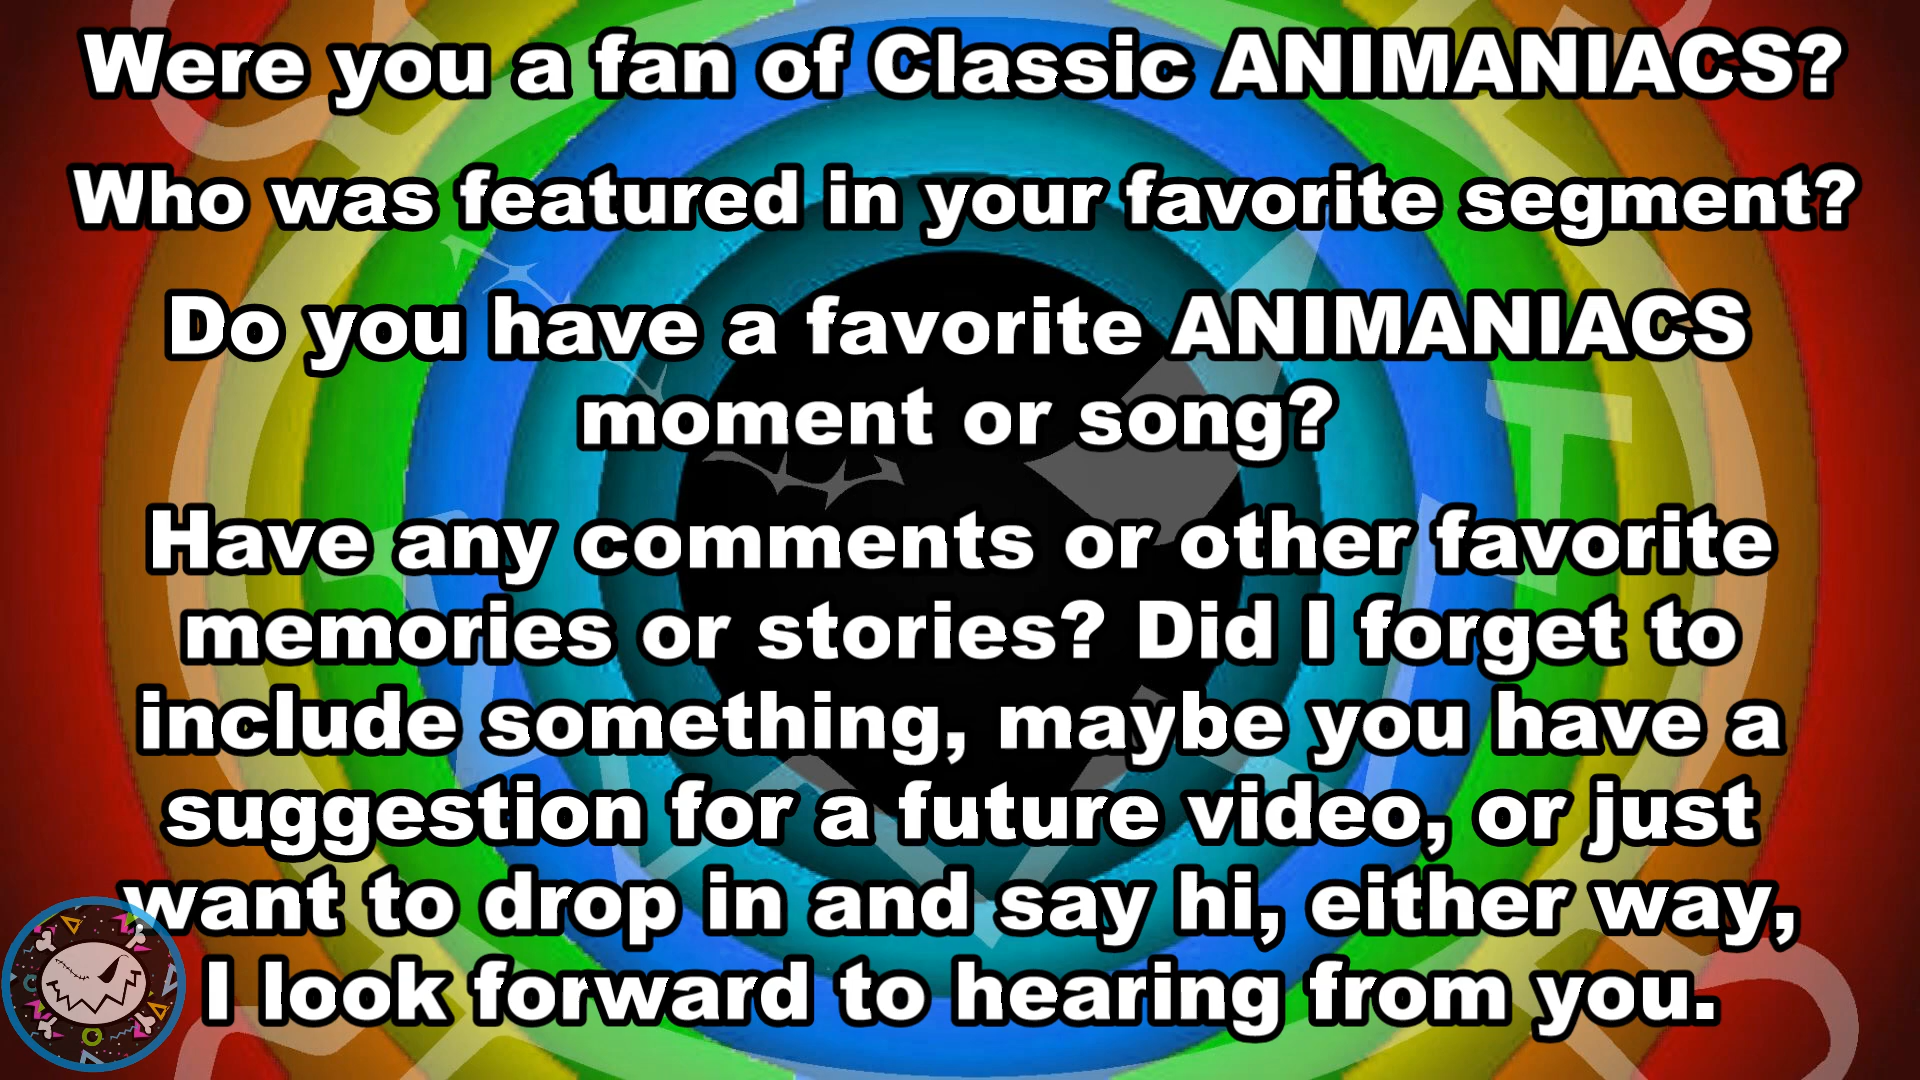 Were you a fan of Classic ANIMANIACS?
Who was featured in your favorite segment?
Do you have a favorite ANIMANIACS
moment or song?
Have any comments or other favorite
memories or stories? Did I forget to
include something, maybe you have a
suggestion for a future video, or just
want to drop in and say hi, either way,
I look forward to hearing from you.